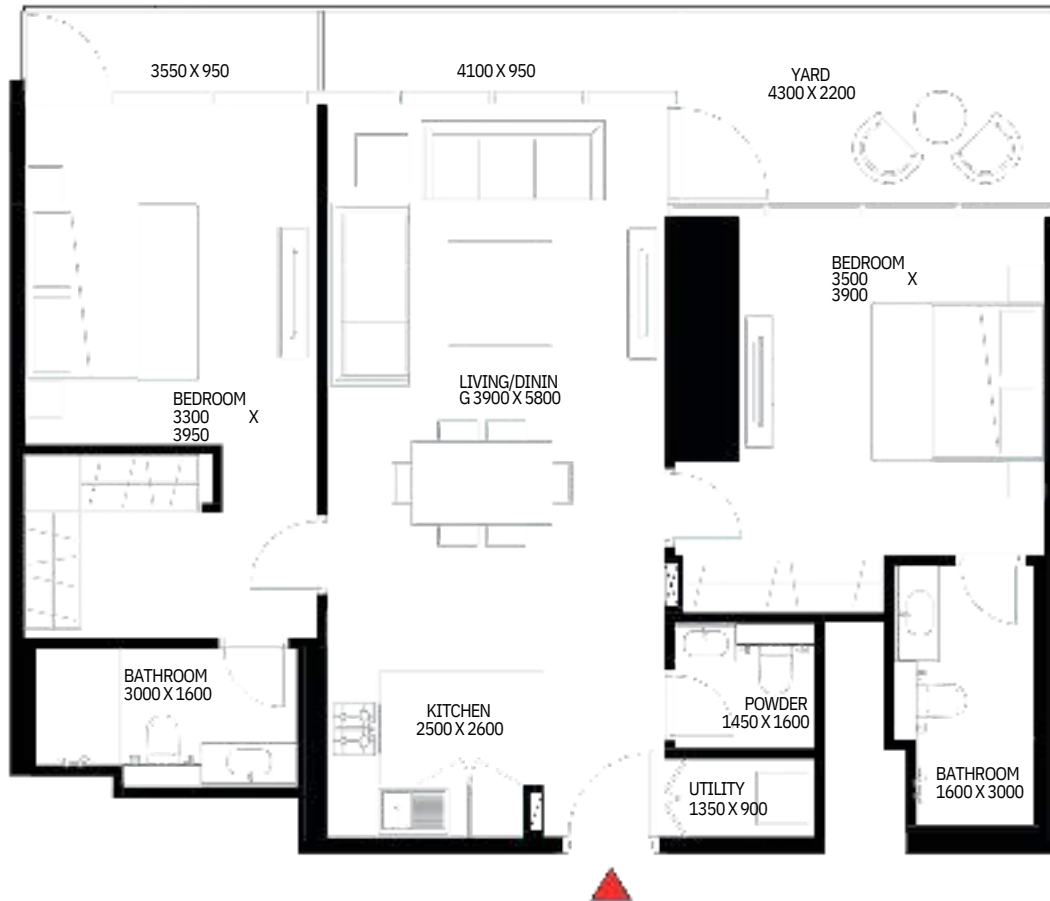 3550 X 950
4100 X 950
YARD
4300 X 2200
BEDROOM
3500 X
3900
LIVING/DININ
G 3900 X 5800
BEDROOM
3300 X
3950
BATHROOM
3000 X 1600
KITCHEN
2500 X 2600
POWDER
1450 X 1600
UTILITY
1350 X 900
BATHROOM
1600 X 3000